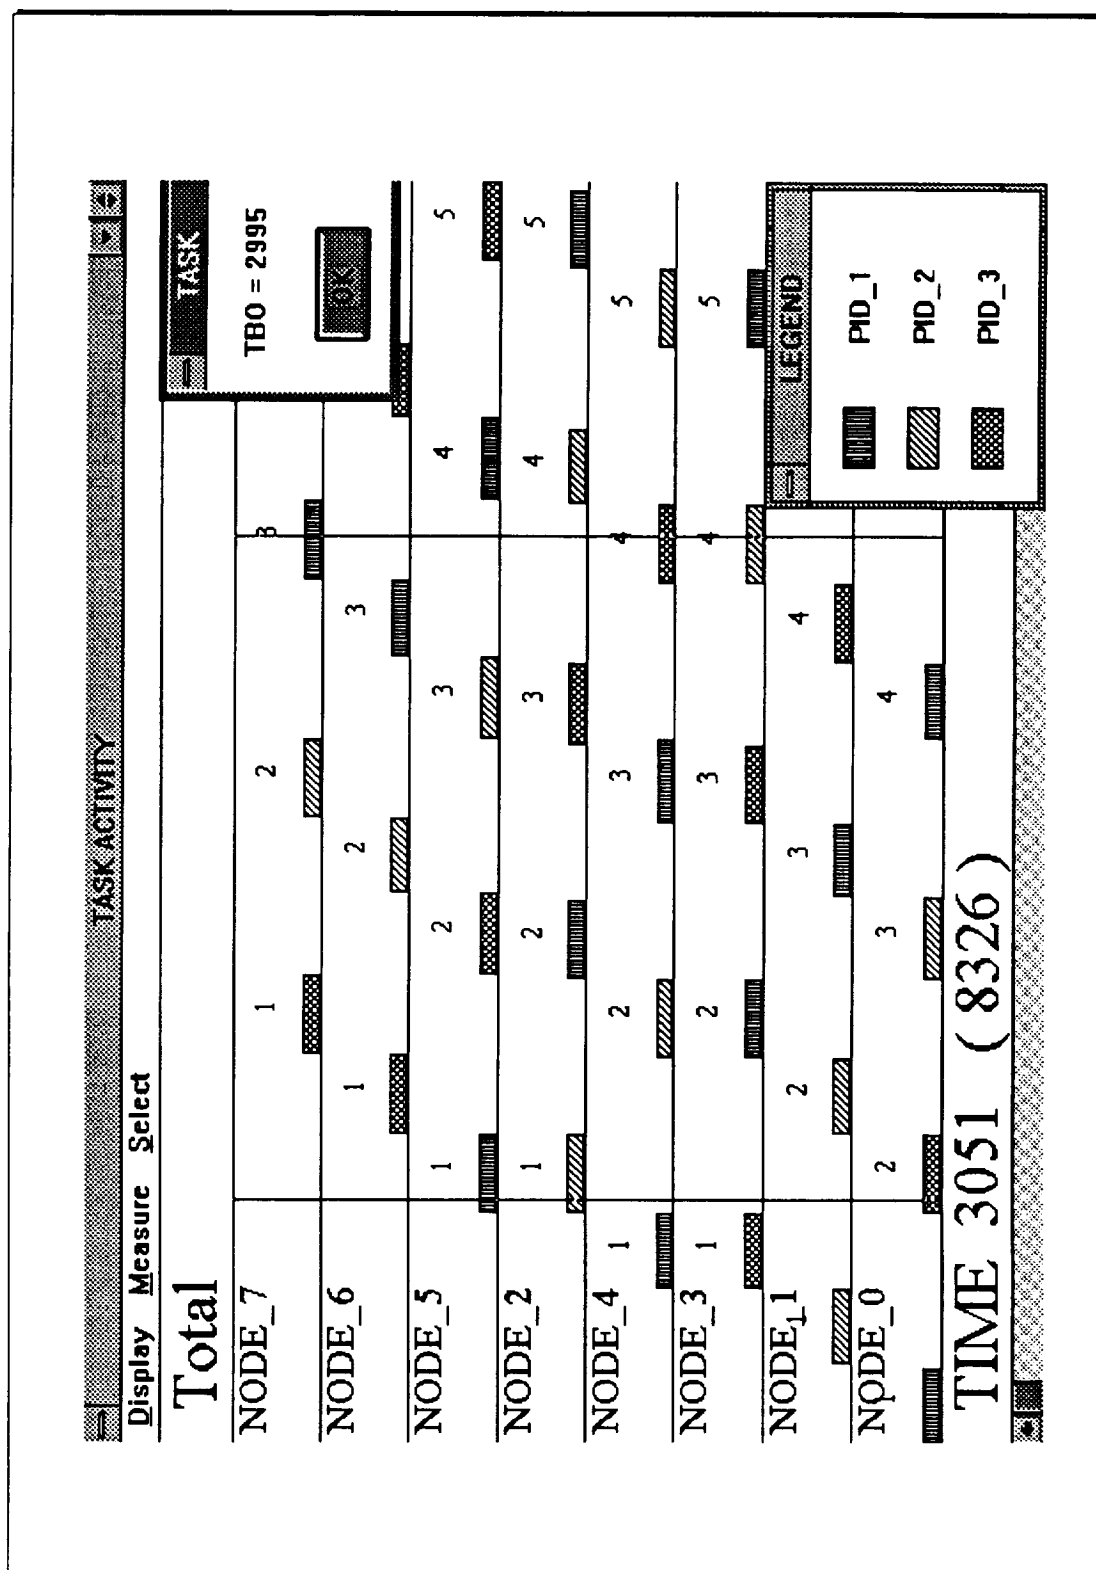 TASK ACTIVITY
Display Measure Select
Total
TASK
TBO = 2995
OK
NODE_7 1 2 3
NODE_6 1 2 3
NODE_5 1 2 3 4 5
NODE_2 1 2 3 4 5
NODE_4 1 2 3 4 5
NODE_3 1 2 3 4 5
NODE_1 1 2 3 4
NODE_0 2 3 4
LEGEND
PID_1
PID_2
PID_3
TIME 3051 ( 8326 )